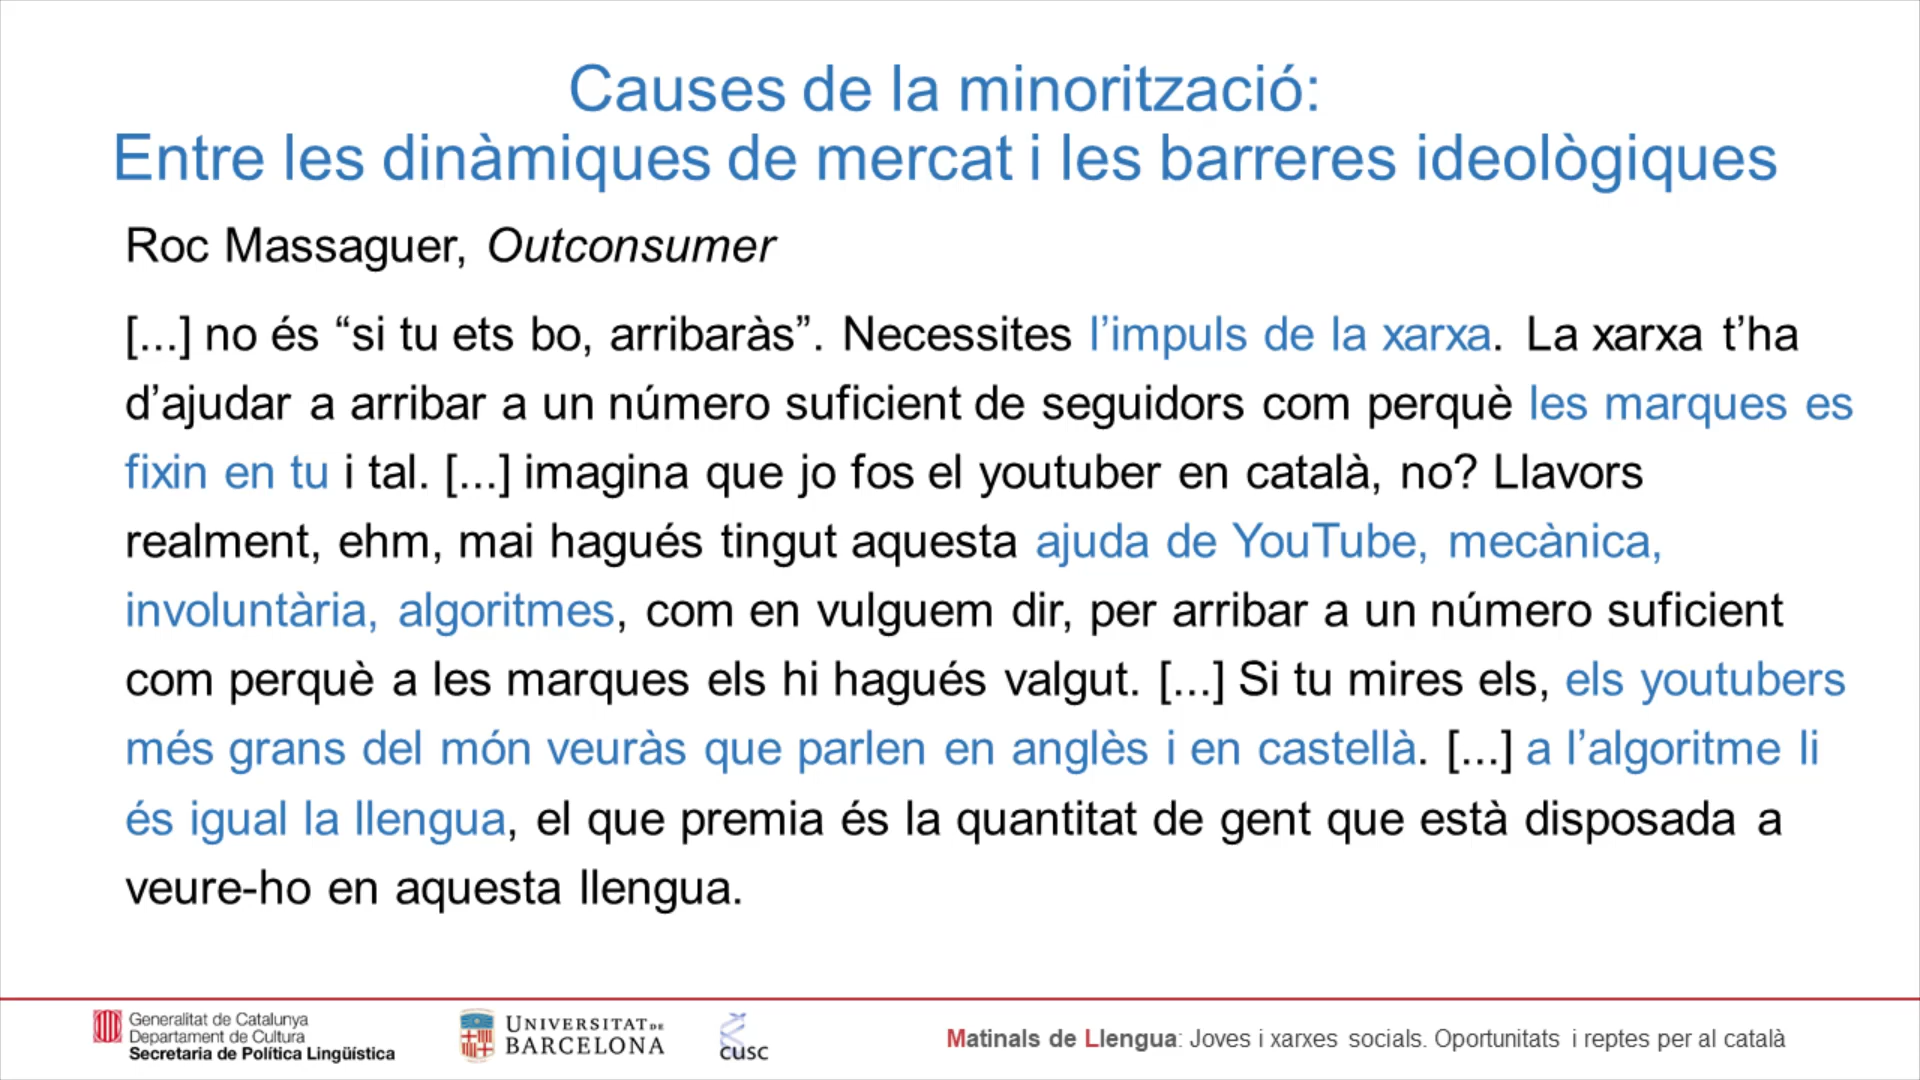 Causes de la minorització:
Entre les dinàmiques de mercat i les barreres ideològiques
Roc Massaguer, Outconsumer
[...] no és “si tu ets bo, arribaràs”. Necessites l’impuls de la xarxa. La xarxa t’ha
d’ajudar a arribar a un número suficient de seguidors com perquè les marques es
fixin en tu i tal. [...] imagina que jo fos el youtuber en català, no? Llavors
realment, ehm, mai hagués tingut aquesta ajuda de YouTube, mecànica,
involuntària, algoritmes, com en vulguem dir, per arribar a un número suficient
com perquè a les marques els hi hagués valgut. [...] Si tu mires els, els youtubers
més grans del món veuràs que parlen en anglès i en castellà. [...] a l’algoritme li
és igual la llengua, el que premia és la quantitat de gent que està disposada a
veure-ho en aquesta llengua.
Generalitat de Catalunya
Departament de Cultura
Secretaria de Política Lingüística
UNIVERSITAT DE
BARCELONA
CUSC
Matinals de Llengua: Joves i xarxes socials. Oportunitats i reptes per al català